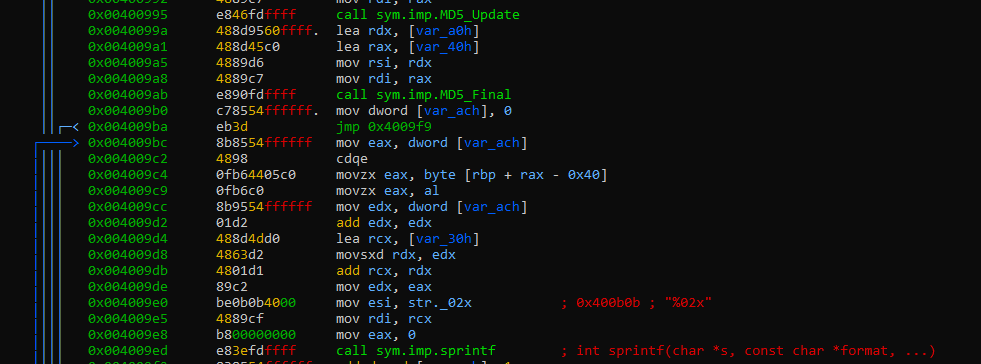 0x00400992 4889c7 mov rdi, rax
0x00400995 e846fdffff call sym.imp.MD5_Update
0x0040099a 488d9560ffff. lea rdx, [var_a0h]
0x004009a1 488d45c0 lea rax, [var_40h]
0x004009a5 4889d6 mov rsi, rdx
0x004009a8 4889c7 mov rdi, rax
0x004009ab e890fdffff call sym.imp.MD5_Final
0x004009b0 c78554ffffff. mov dword [var_ach], 0
0x004009ba eb3d jmp 0x4009f9
0x004009bc 8b8554ffffff mov eax, dword [var_ach]
0x004009c2 4898 cdqe
0x004009c4 0fb64405c0 movzx eax, byte [rbp + rax - 0x40]
0x004009c9 0fb6c0 movzx eax, al
0x004009cc 8b9554ffffff mov edx, dword [var_ach]
0x004009d2 01d2 add edx, edx
0x004009d4 488d4dd0 lea rcx, [var_30h]
0x004009d8 4863d2 movsxd rdx, edx
0x004009db 4801d1 add rcx, rdx
0x004009de 89c2 mov edx, eax
0x004009e0 be0b0b4000 mov esi, str._02x ; 0x400b0b ; "%02x"
0x004009e5 4889cf mov rdi, rcx
0x004009e8 b800000000 mov eax, 0
0x004009ed e83efdffff call sym.imp.sprintf ; int sprintf(char *s, const char *format, ...)